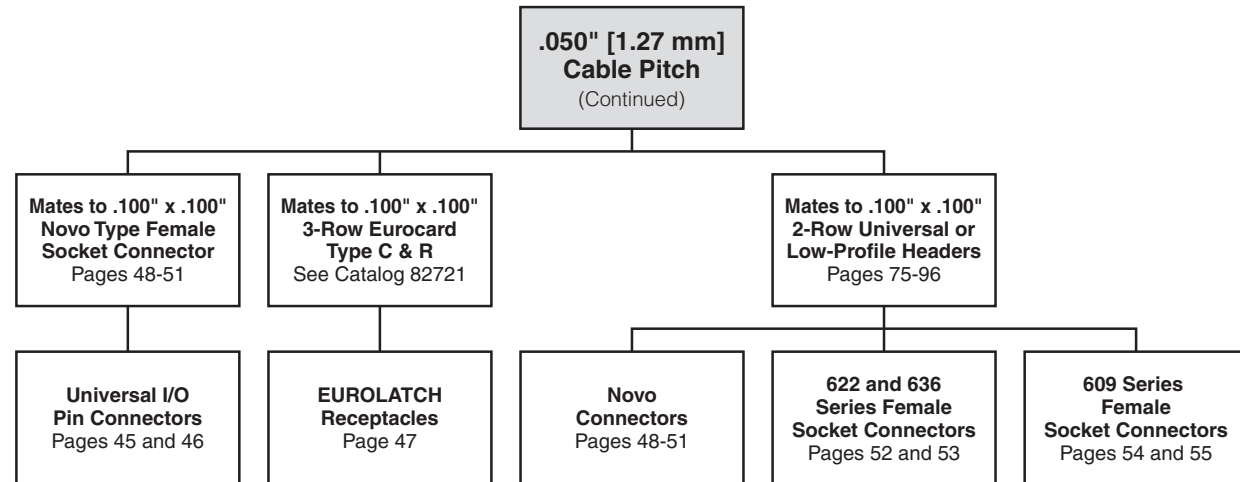 .050" [1.27 mm]
Cable Pitch
(Continued)
Mates to .100" x .100"
Novo Type Female
Socket Connector
Pages 48-51
Mates to .100" x .100"
3-Row Eurocard
Type C & R
See Catalog 82721
Mates to .100" x .100"
2-Row Universal or
Low-Profile Headers
Pages 75-96
Universal I/O
Pin Connectors
Pages 45 and 46
EUROLATCH
Receptacles
Page 47
Novo
Connectors
Pages 48-51
622 and 636
Series Female
Socket Connectors
Pages 52 and 53
609 Series
Female
Socket Connectors
Pages 54 and 55